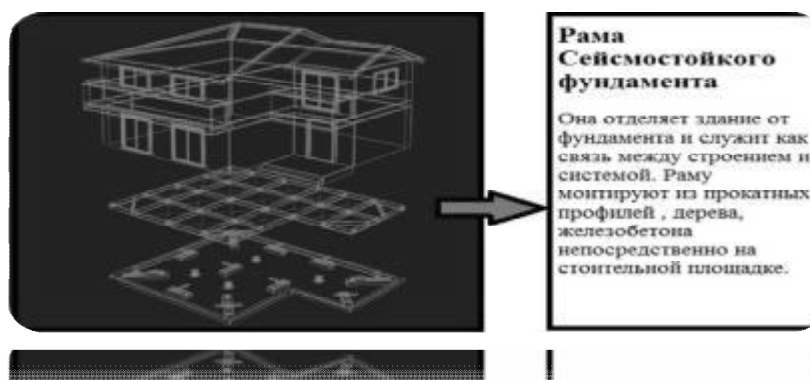 Рама
Сейсмостойкого
фундамента
Она отделяет здание от
фундамента и служит как
связь между строением и
системой. Раму
монтируют из прокатных
профилей , дерева,
железобетона
непосредственно на
стоительной площадке.